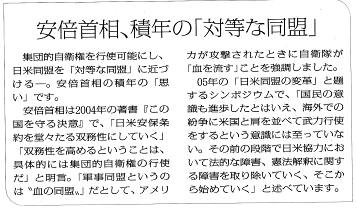 安倍首相、積年の「対等な同盟」
集団的自衛権を行使可能にし、
日米同盟を「対等な同盟」に近づ
ける―。安倍首相の積年の「思
い」です。
安倍首相は2004年の著書『この
国を守る決意』で、「日米安保条
約を堂々たる双務性にしていく」
「双務性を高めるということは、
具体的には集団的自衛権の行使
だ」と明言。「軍事同盟というの
は〝血の同盟〟だ」として、アメリ
カが攻撃されたときに自衛隊が
「血を流す」ことを強調しました。
05年の「日米同盟の変革」と題
するシンポジウムで、「国民の意
識も進歩したとはいえ、海外での
紛争に米国と肩を並べて武力行使
をするという意識には至っていな
い。その前の段階で日米協力にお
いて法的な障害、憲法解釈に関す
る障害を取り除いていく、そこか
ら始めていく」と述べています。